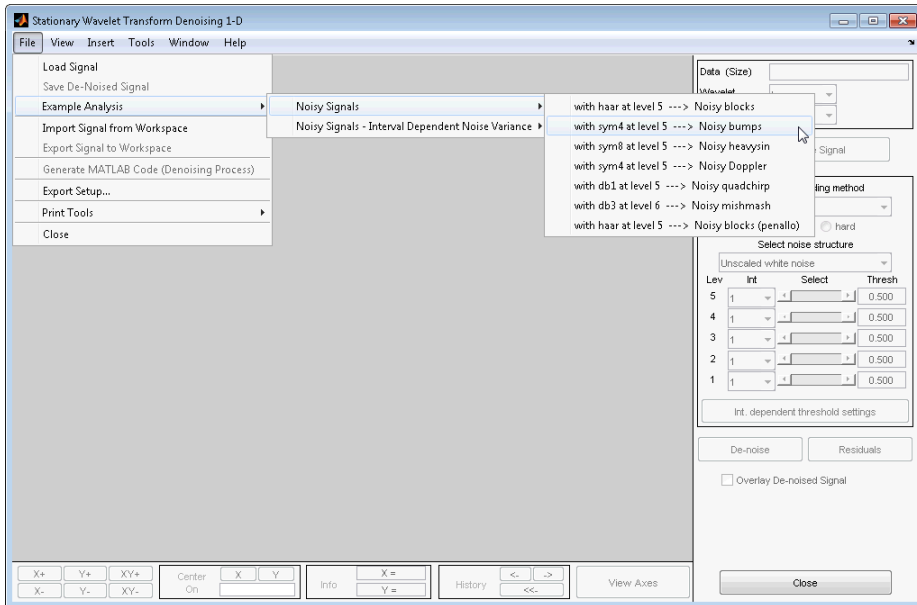 Stationary Wavelet Transform Denoising 1-D
File View Insert Tools Window Help
Load Signal
Save De-Noised Signal
Example Analysis
Import Signal from Workspace
Export Signal to Workspace
Generate MATLAB Code (Denoising Process)
Export Setup...
Print Tools
Close
Noisy Signals
Noisy Signals - Interval Dependent Noise Variance
with haar at level 5 ---> Noisy blocks
with sym4 at level 5 ---> Noisy bumps
with sym8 at level 5 ---> Noisy heavysin
with sym4 at level 5 ---> Noisy Doppler
with db1 at level 5 ---> Noisy quadchirp
with db3 at level 6 ---> Noisy mishmash
with haar at level 5 ---> Noisy blocks (penallo)
Data (Size)
Wavelet
Signal
method
hard
Select noise structure
Unscaled white noise
Lev Int Select Thresh
5 1 0.500
4 1 0.500
3 1 0.500
2 1 0.500
1 1 0.500
Int. dependent threshold settings
De-noise Residuals
Overlay De-noised Signal
X+ Y+ XY+
X- Y- XY-
Center On
X Y
Info
X =
Y =
History
<- ->
<<-
View Axes
Close